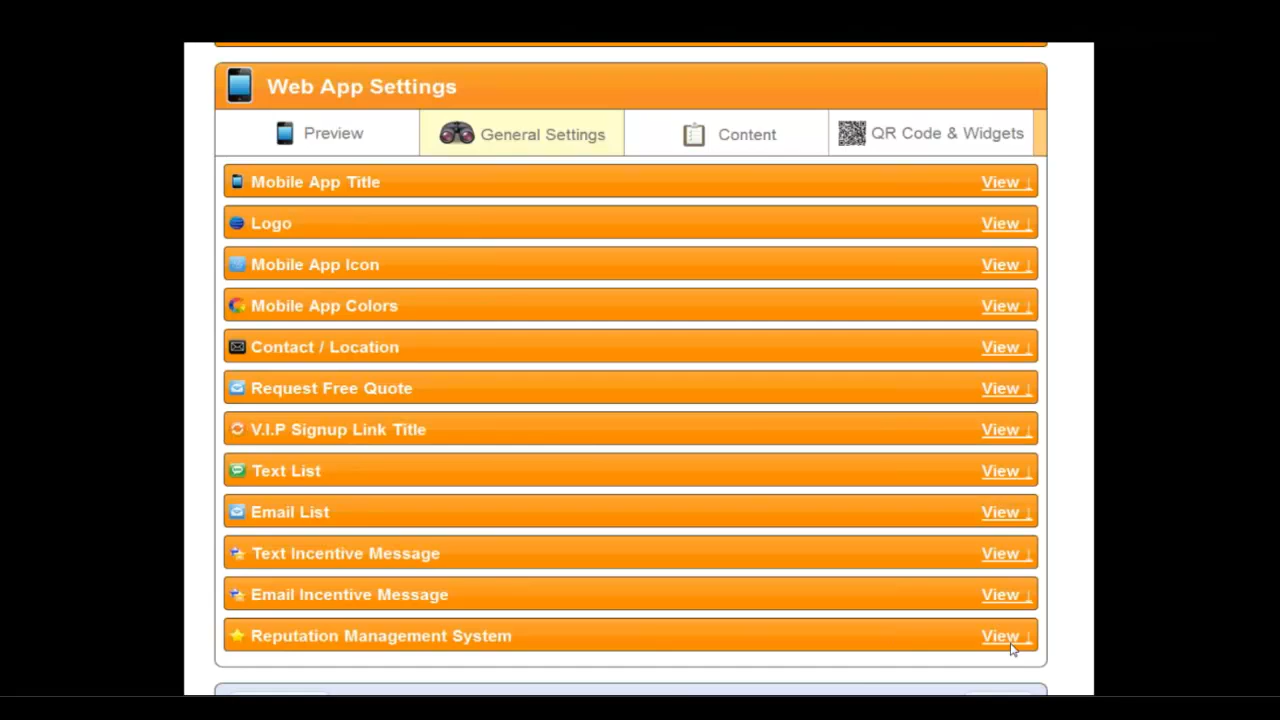 Web App Settings
Preview
General Settings
Content
QR Code & Widgets
Mobile App Title View ↓
Logo View ↓
Mobile App Icon View ↓
Mobile App Colors View ↓
Contact / Location View ↓
Request Free Quote View ↓
V.I.P Signup Link Title View ↓
Text List View ↓
Email List View ↓
Text Incentive Message View ↓
Email Incentive Message View ↓
Reputation Management System View ↓